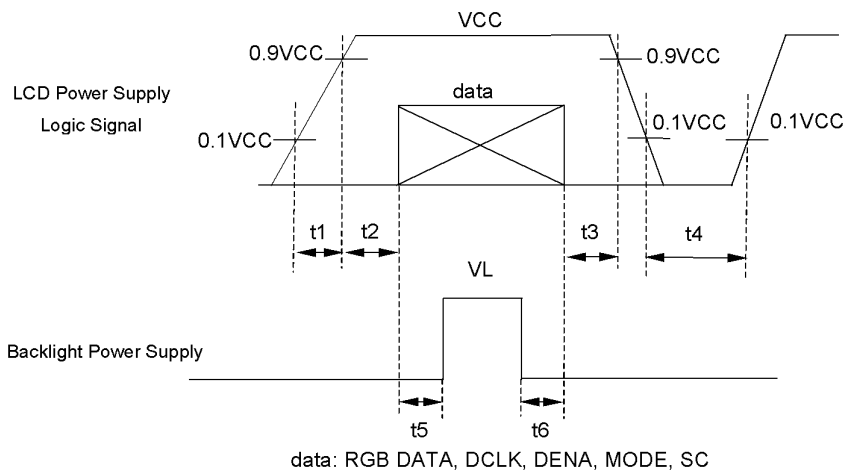 VCC
0.9VCC
0.9VCC
LCD Power Supply
Logic Signal
data
0.1VCC
0.1VCC
0.1VCC
t1
t2
t3
t4
VL
Backlight Power Supply
t5
t6
data: RGB DATA, DCLK, DENA, MODE, SC